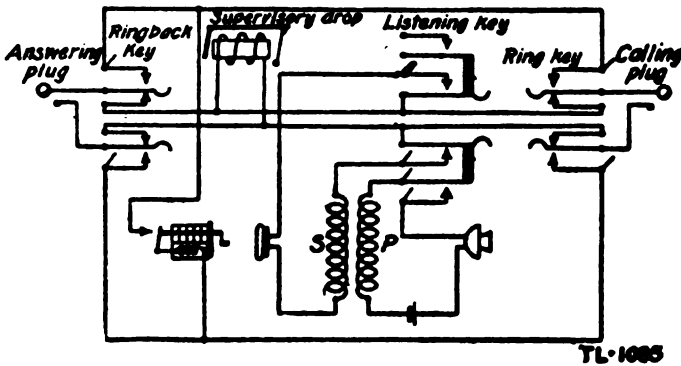 Answering
plug
Ringback
Key
Supervisory drop
Listening Key
Ring key
Calling
plug
S
P
TL-1085